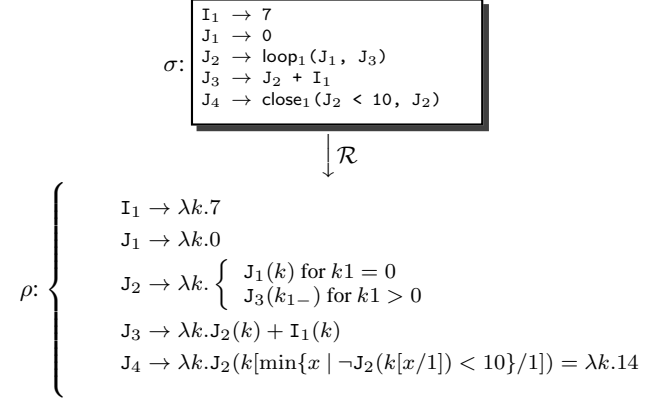 I₁ → 7
J₁ → 0
J₂ → loop₁(J₁, J₃)
σ:
J₃ → J₂ + I₁
J₄ → close₁(J₂ < 10, J₂)
ℛ
I₁ → λk.7
J₁ → λk.0
ρ: J₂ → λk. { J₁(k) for k1 = 0
J₃(k₁₋) for k1 > 0
J₃ → λk.J₂(k) + I₁(k)
J₄ → λk.J₂(k[min{x | ¬J₂(k[x/1]) < 10}/1]) = λk.14